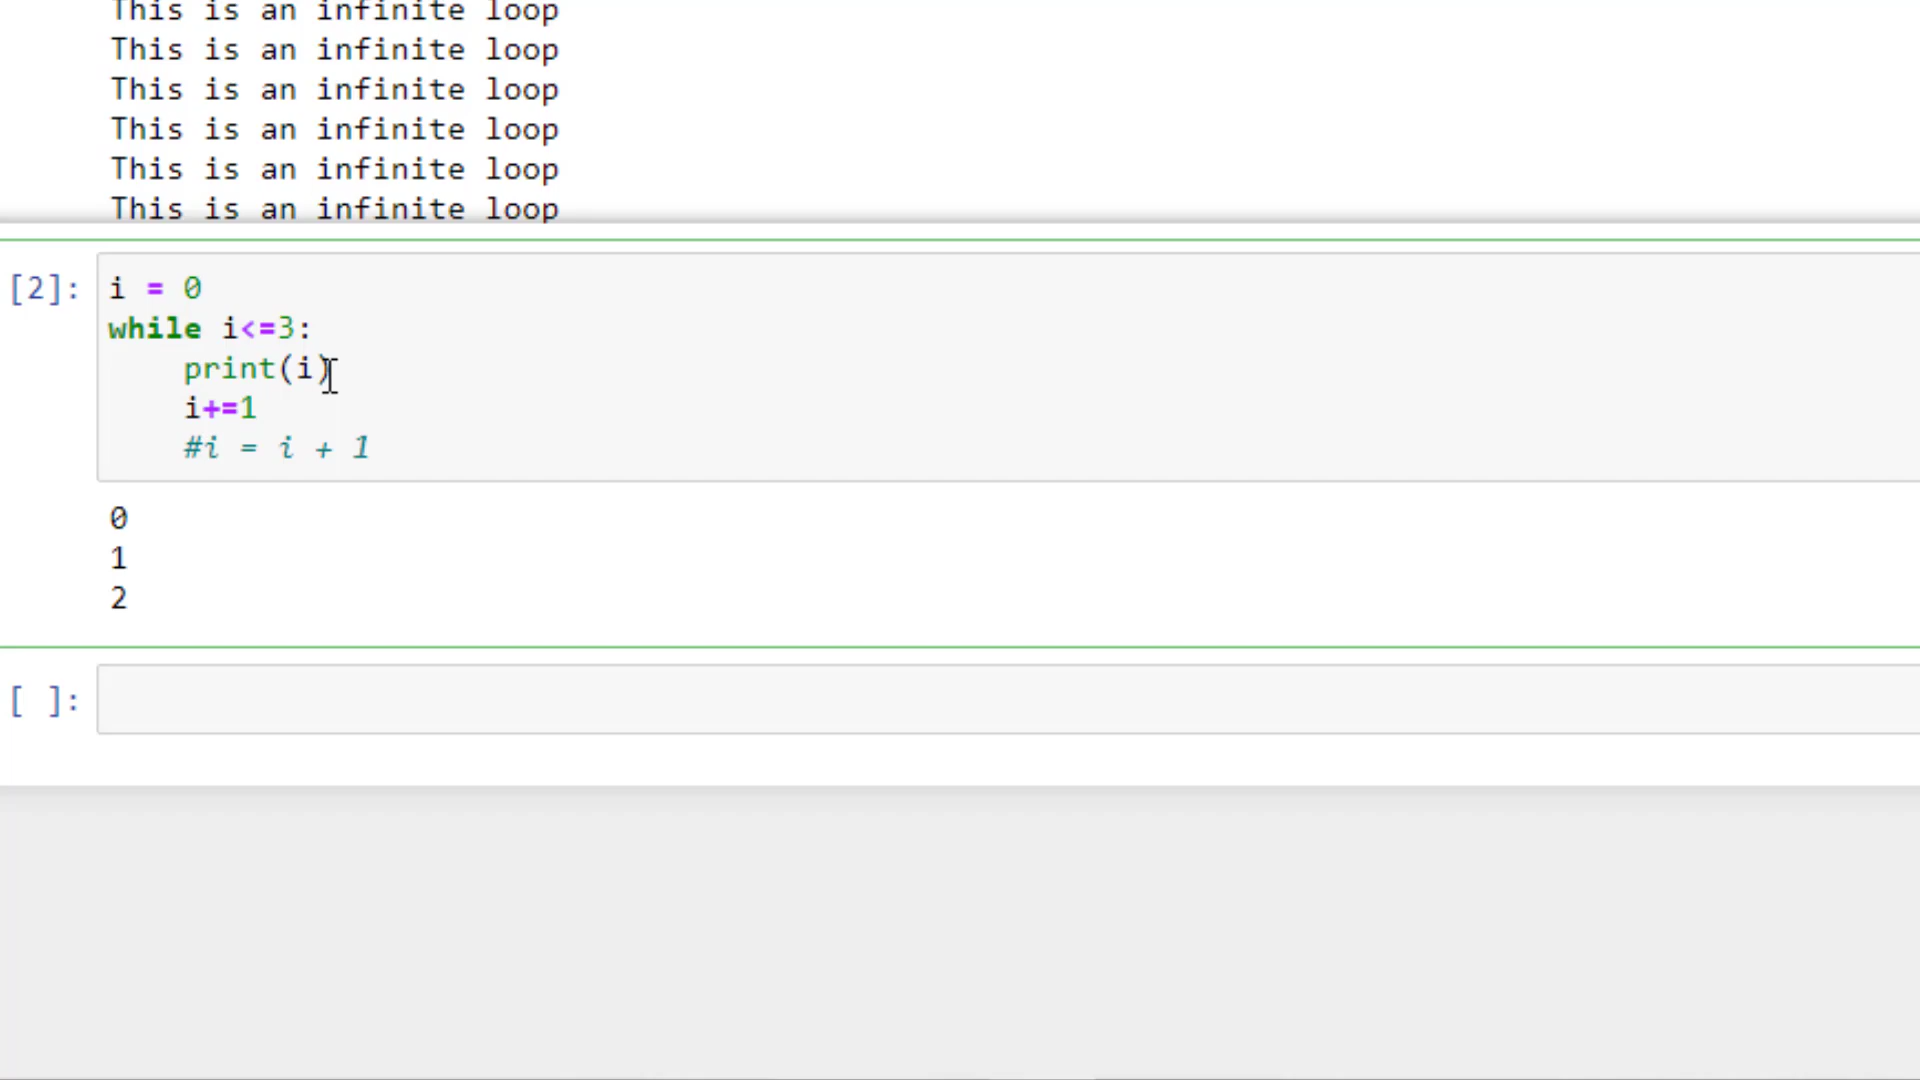 This is an infinite loop
This is an infinite loop
This is an infinite loop
This is an infinite loop
This is an infinite loop
This is an infinite loop
[2]: i = 0
while i<=3:
    print(i)
    i+=1
    #i = i + 1
0
1
2
[ ]: